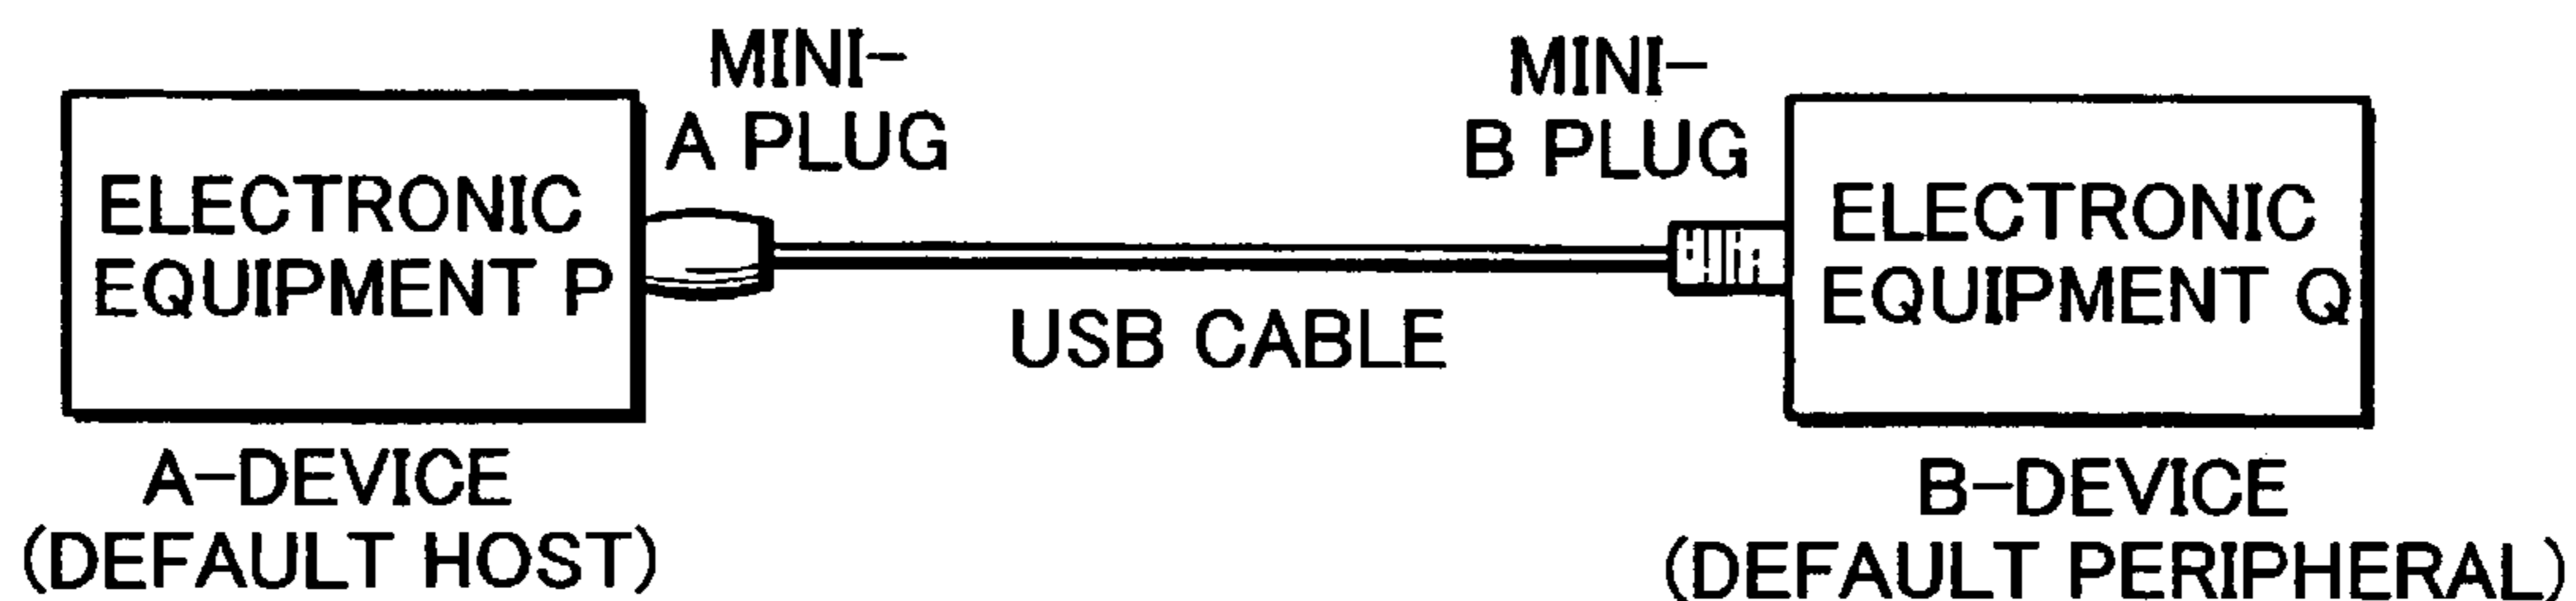 MINI-
A PLUG
MINI-
B PLUG
ELECTRONIC
EQUIPMENT P
ELECTRONIC
EQUIPMENT Q
USB CABLE
A-DEVICE
(DEFAULT HOST)
B-DEVICE
(DEFAULT PERIPHERAL)